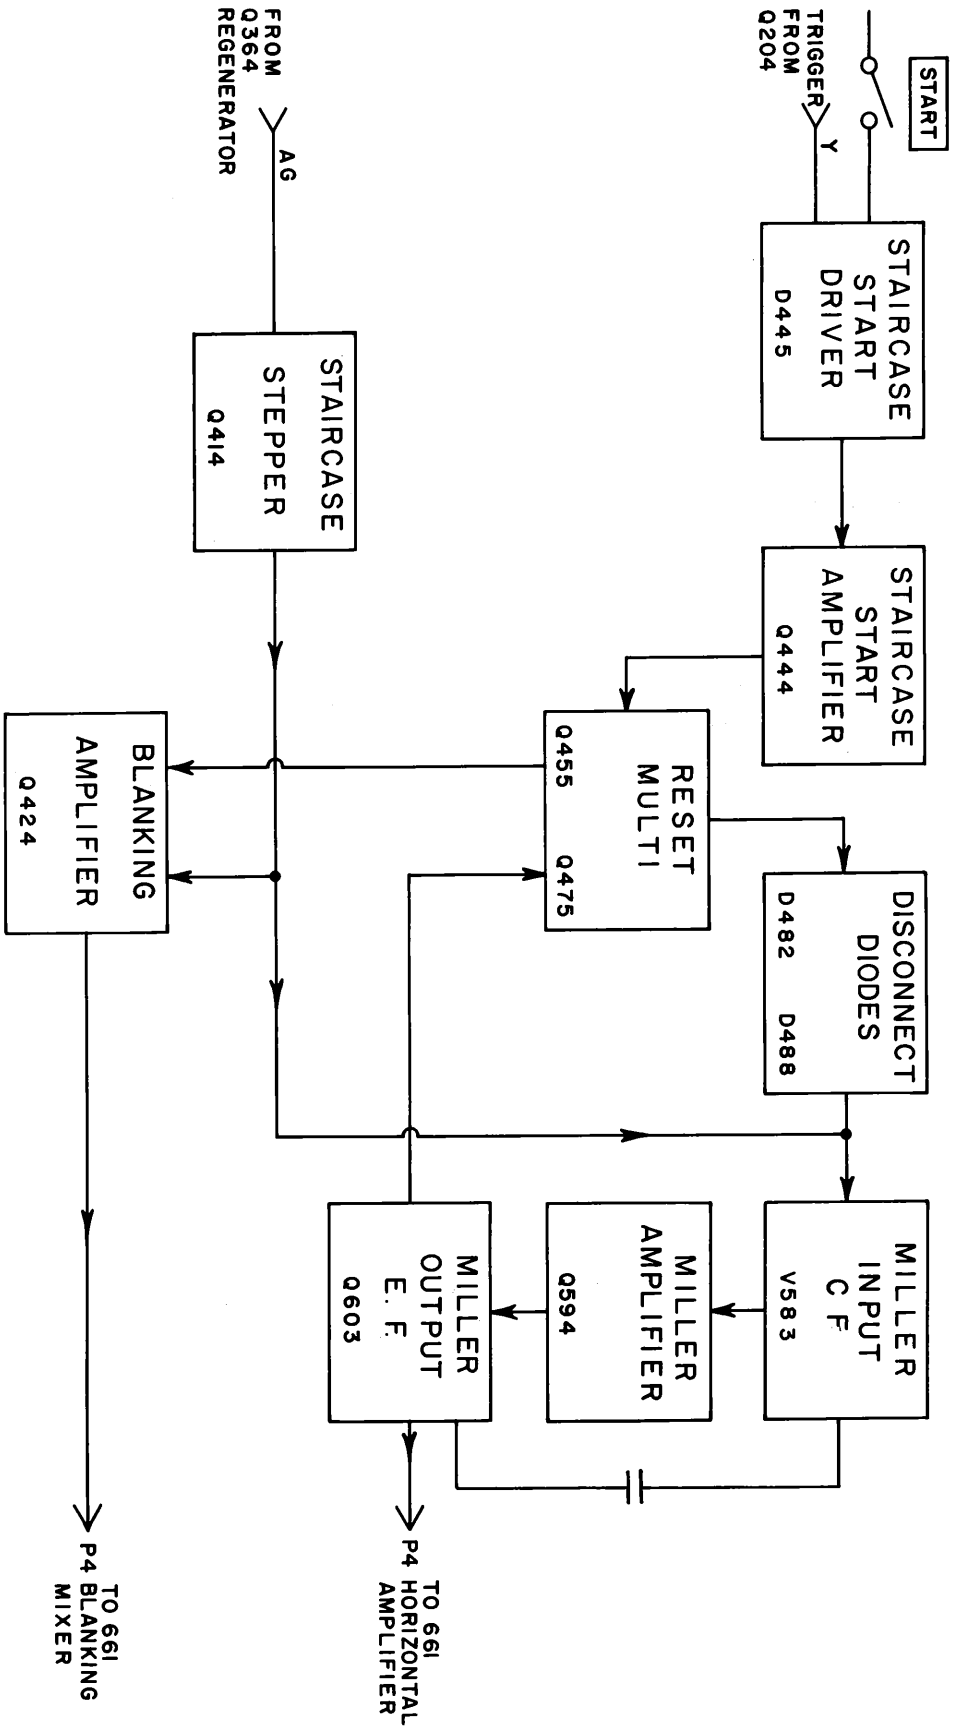 START
TRIGGER
FROM
Q204
Y
STAIRCASE
START
DRIVER
D445
STAIRCASE
START
AMPLIFIER
Q444
RESET
MULTI
Q455 Q475
DISCONNECT
DIODES
D482 D488
MILLER
INPUT
C F
V583
MILLER
AMPLIFIER
Q594
MILLER
OUTPUT
E. F.
Q603
TO 661
P4 HORIZONTAL
AMPLIFIER
FROM
Q364
REGENERATOR
AG
STAIRCASE
STEPPER
Q414
BLANKING
AMPLIFIER
Q424
TO 661
P4 BLANKING
MIXER